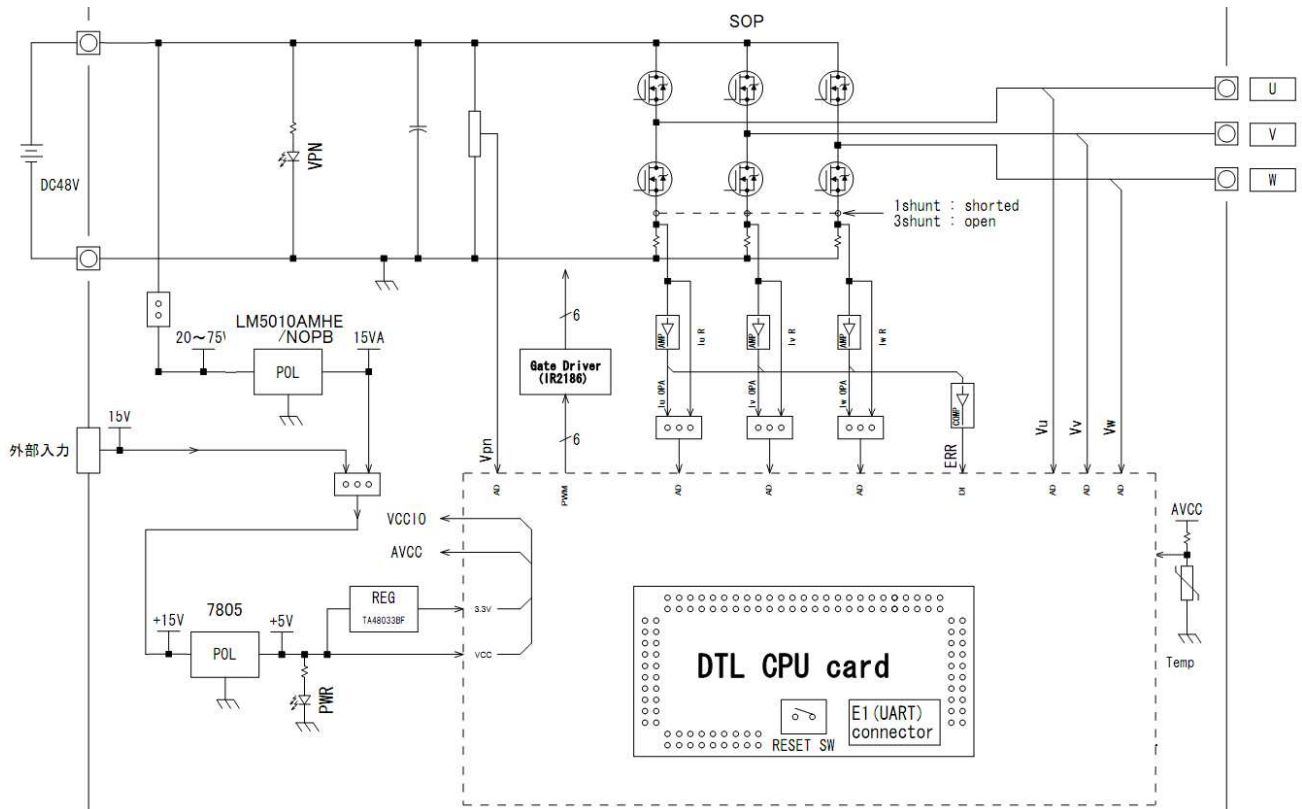 SOP
U
V
W
DC48V
VPN
1shunt : shorted
3shunt : open
LM5010AMHE
/NOPB
20～75V
15VA
POL
Gate Driver
(IR2186)
6
6
AMP
AMP
AMP
Iu R
Iv R
Iw R
Iu OPA
Iv OPA
Iw OPA
COMP
外部入力
15V
Vpn
ERR
Vu
Vv
Vw
AD
PWM
AD
AD
AD
DI
AD
AD
AD
VCCIO
AVCC
AVCC
REG
TA48033BF
3.3V
7805
+15V
+5V
POL
VCC
PWR
DTL CPU card
RESET SW
E1(UART)
connector
Temp